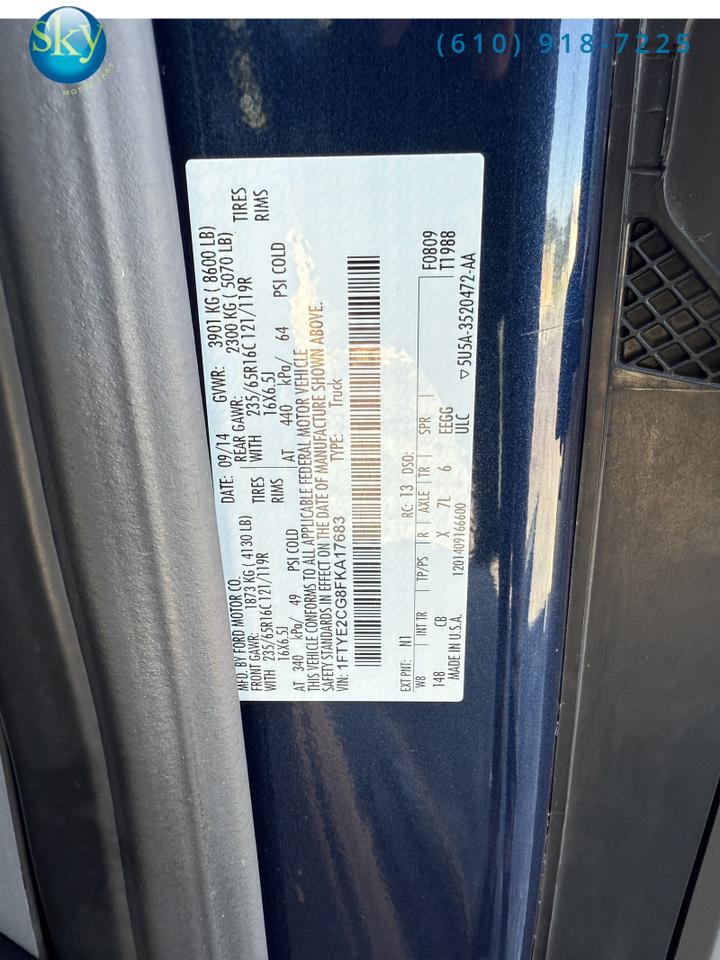 sky
MOTOR CARS
(610) 918-7225
MFD. BY FORD MOTOR CO. DATE: 09/14 GVWR: 3901 KG ( 8600 LB)
FRONT GAWR: 1873 KG ( 4130 LB) REAR GAWR: 2300 KG ( 5070 LB)
WITH 235/65R16C 121/119R TIRES WITH 235/65R16C 121/119R TIRES
16X6.5J RIMS 16X6.5J RIMS
AT 340 kPa/ 49 PSI COLD AT 440 kPa/ 64 PSI COLD
THIS VEHICLE CONFORMS TO ALL APPLICABLE FEDERAL MOTOR VEHICLE
SAFETY STANDARDS IN EFFECT ON THE DATE OF MANUFACTURE SHOWN ABOVE.
VIN: 1FTYE2CG8FKA17683 TYPE: Truck
EXT PNT: N1 RC: 13 DSO: F0809
WB INT TR TP/PS R AXLE TR SPR T1988
148 CB X 7L 6 EEGG
MADE IN U.S.A. 1201409166600 ULC ▽5U5A-3520472-AA